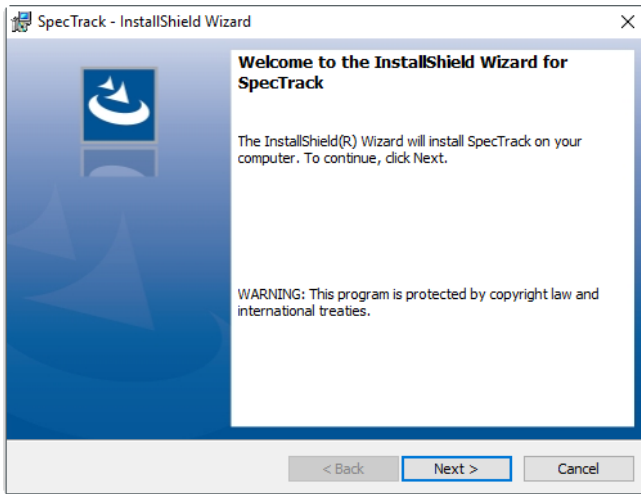 SpecTrack - InstallShield Wizard
Welcome to the InstallShield Wizard for
SpecTrack
The InstallShield(R) Wizard will install SpecTrack on your
computer. To continue, click Next.
WARNING: This program is protected by copyright law and
international treaties.
< Back Next > Cancel